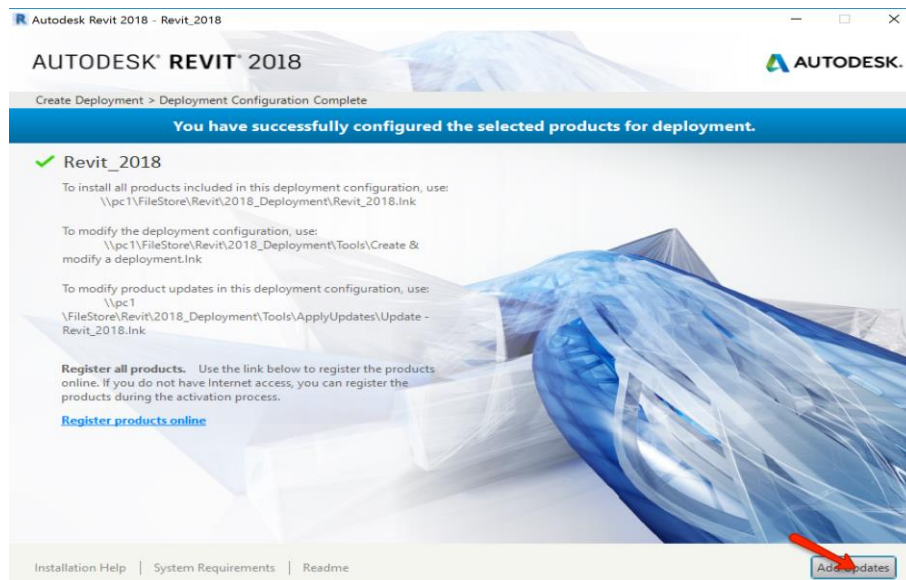 Autodesk Revit 2018 - Revit_2018
AUTODESK® REVIT® 2018
AUTODESK.
Create Deployment > Deployment Configuration Complete
You have successfully configured the selected products for deployment.
Revit_2018
To install all products included in this deployment configuration, use:
\\pc1\FileStore\Revit\2018_Deployment\Revit_2018.lnk
To modify the deployment configuration, use:
\\pc1\FileStore\Revit\2018_Deployment\Tools\Create &
modify a deployment.lnk
To modify product updates in this deployment configuration, use:
\\pc1
\FileStore\Revit\2018_Deployment\Tools\ApplyUpdates\Update -
Revit_2018.lnk
Register all products. Use the link below to register the products
online. If you do not have Internet access, you can register the
products during the activation process.
Register products online
Installation Help | System Requirements | Readme
Add Updates